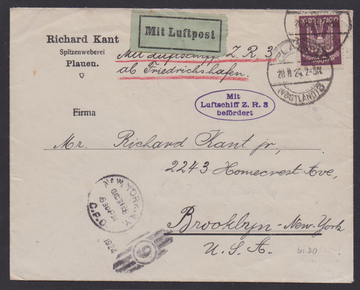 Mit Luftpost
Richard Kant
Spitzenweberei
Plauen.
Mit Luftschiff Z. R. 3
ab Friedrichshafen.
(VOGTLAND)
Mit
Luftschiff Z. R. 3
befördert
Firma
Mr. Richard Kant jr.,
2243 Homecrest Ave,
Brooklyn-New York
U. S. A.
NEW YORK, N.Y.
G.P.O.
1924